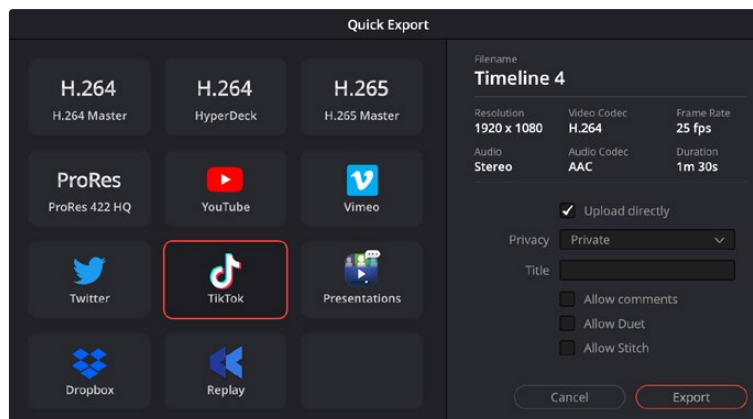 Quick Export
H.264
H.264 Master
H.264
HyperDeck
H.265
H.265 Master
ProRes
ProRes 422 HQ
YouTube
Vimeo
Twitter
TikTok
Presentations
Dropbox
Replay
Filename
Timeline 4
Resolution
1920 x 1080
Video Codec
H.264
Frame Rate
25 fps
Audio
Stereo
Audio Codec
AAC
Duration
1m 30s
Upload directly
Privacy Private
Title
Allow comments
Allow Duet
Allow Stitch
Cancel Export